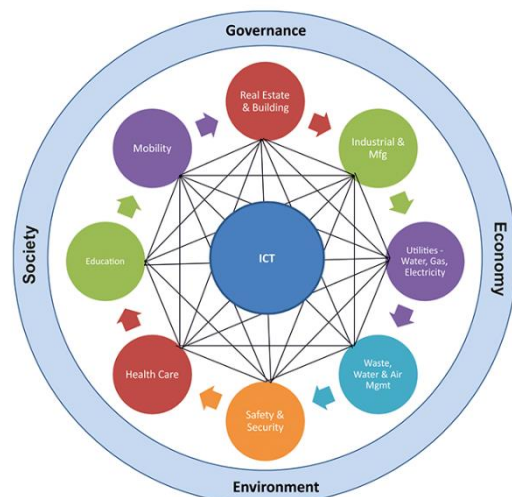 Governance
Real Estate
& Building
Industrial &
Mfg
Utilities -
Water, Gas,
Electricity
Waste,
Water & Air
Mgmt
Safety &
Security
Health Care
Education
Mobility
ICT
Society
Economy
Environment